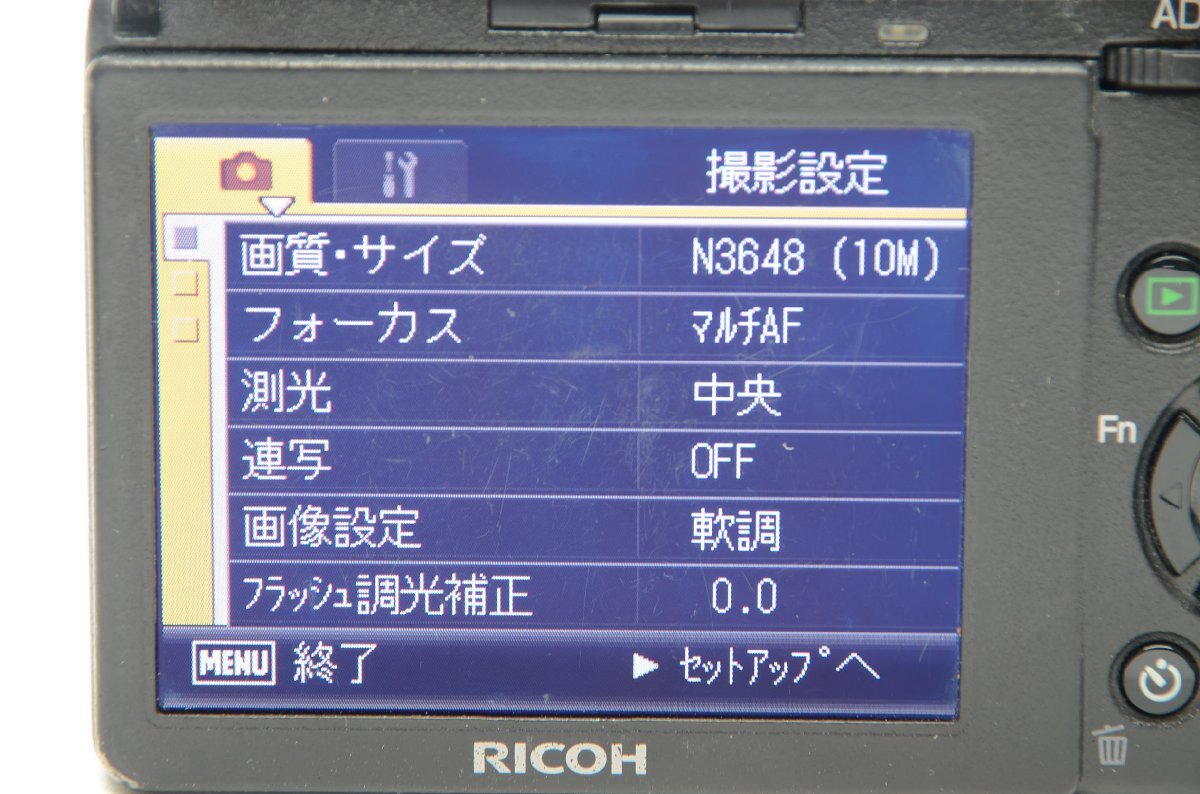 AD
撮影設定
画質・サイズ N3648 (10M)
フォーカス ﾏﾙﾁAF
測光 中央
連写 OFF
画像設定 軟調
ﾌﾗｯｼｭ調光補正 0.0
MENU 終了 ▶ ｾｯﾄｱｯﾌﾟへ
Fn
RICOH